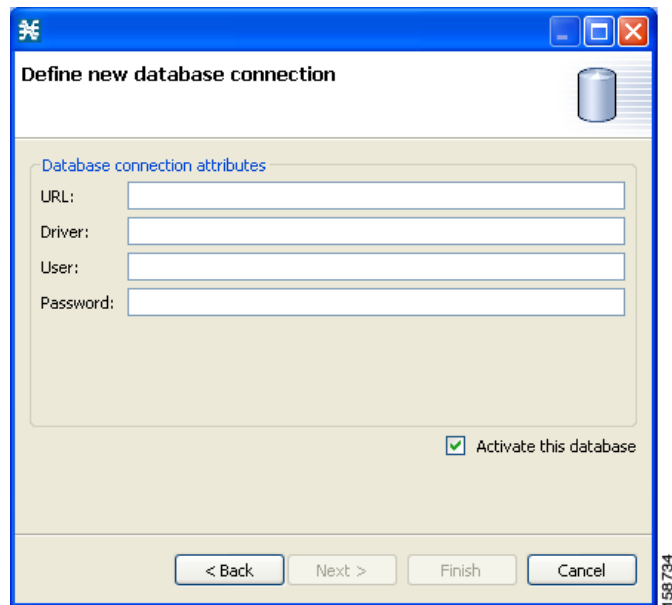 Define new database connection
Database connection attributes
URL:
Driver:
User:
Password:
Activate this database
< Back
Next >
Finish
Cancel
58734